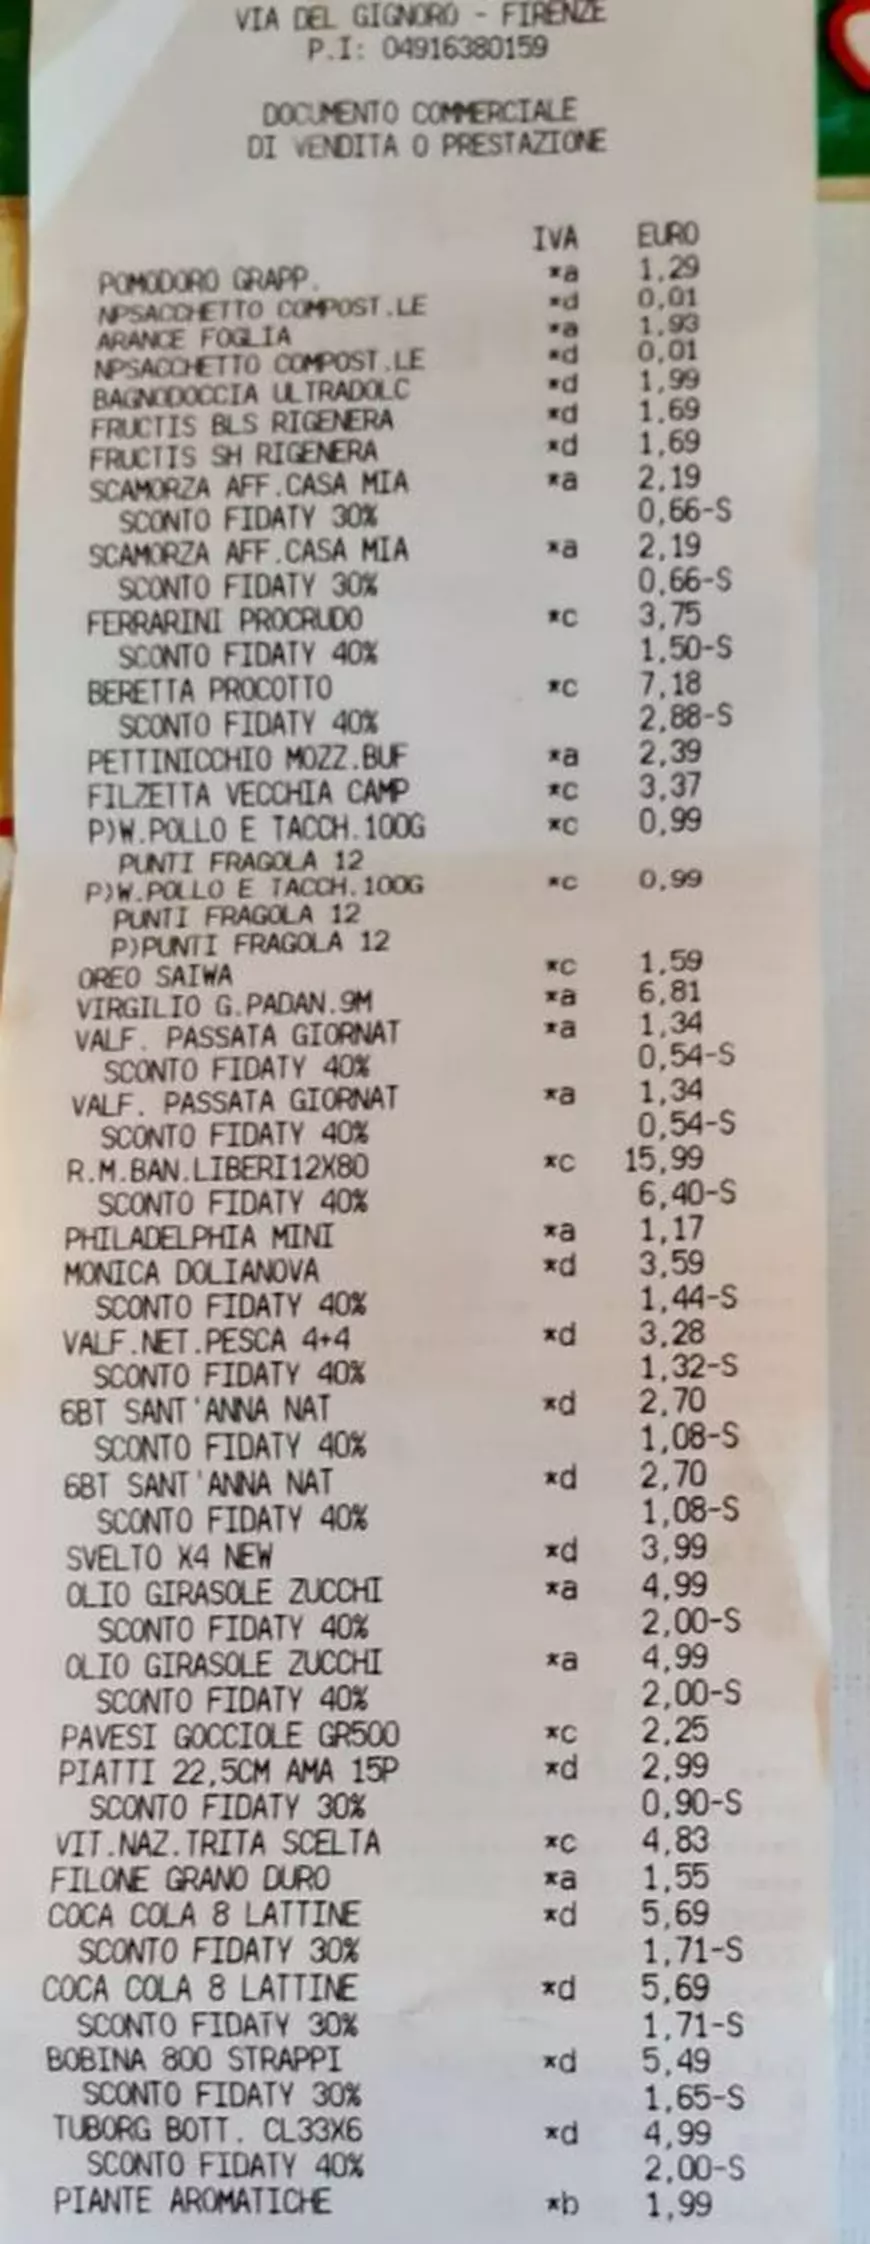 VIA DEL GIGNORO - FIRENZE
P.I: 04916380159
DOCUMENTO COMMERCIALE
DI VENDITA O PRESTAZIONE
IVA EURO
POMODORO GRAPP. *a 1,29
NPSACCHETTO COMPOST.LE *d 0,01
ARANCE FOGLIA *a 1,93
NPSACCHETTO COMPOST.LE *d 0,01
BAGNODOCCIA ULTRADOLC *d 1,99
FRUCTIS BLS RIGENERA *d 1,69
FRUCTIS SH RIGENERA *d 1,69
SCAMORZA AFF.CASA MIA *a 2,19
SCONTO FIDATY 30% 0,66-S
SCAMORZA AFF.CASA MIA *a 2,19
SCONTO FIDATY 30% 0,66-S
FERRARINI PROCRUDO *c 3,75
SCONTO FIDATY 40% 1,50-S
BERETTA PROCOTTO *c 7,18
SCONTO FIDATY 40% 2,88-S
PETTINICCHIO MOZZ.BUF *a 2,39
FILZETTA VECCHIA CAMP *c 3,37
P)W.POLLO E TACCH.100G *c 0,99
PUNTI FRAGOLA 12
P)W.POLLO E TACCH.100G *c 0,99
PUNTI FRAGOLA 12
P)PUNTI FRAGOLA 12
OREO SAIWA *c 1,59
VIRGILIO G.PADAN.9M *a 6,81
VALF. PASSATA GIORNAT *a 1,34
SCONTO FIDATY 40% 0,54-S
VALF. PASSATA GIORNAT *a 1,34
SCONTO FIDATY 40% 0,54-S
R.M.BAN.LIBERI12X80 *c 15,99
SCONTO FIDATY 40% 6,40-S
PHILADELPHIA MINI *a 1,17
MONICA DOLIANOVA *d 3,59
SCONTO FIDATY 40% 1,44-S
VALF.NET.PESCA 4+4 *d 3,28
SCONTO FIDATY 40% 1,32-S
6BT SANT'ANNA NAT *d 2,70
SCONTO FIDATY 40% 1,08-S
6BT SANT'ANNA NAT *d 2,70
SCONTO FIDATY 40% 1,08-S
SVELTO X4 NEW *d 3,99
OLIO GIRASOLE ZUCCHI *a 4,99
SCONTO FIDATY 40% 2,00-S
OLIO GIRASOLE ZUCCHI *a 4,99
SCONTO FIDATY 40% 2,00-S
PAVESI GOCCIOLE GR500 *c 2,25
PIATTI 22,5CM AMA 15P *d 2,99
SCONTO FIDATY 30% 0,90-S
VIT.NAZ.TRITA SCELTA *c 4,83
FILONE GRANO DURO *a 1,55
COCA COLA 8 LATTINE *d 5,69
SCONTO FIDATY 30% 1,71-S
COCA COLA 8 LATTINE *d 5,69
SCONTO FIDATY 30% 1,71-S
BOBINA 800 STRAPPI *d 5,49
SCONTO FIDATY 30% 1,65-S
TUBORG BOTT. CL33X6 *d 4,99
SCONTO FIDATY 40% 2,00-S
PIANTE AROMATICHE *b 1,99